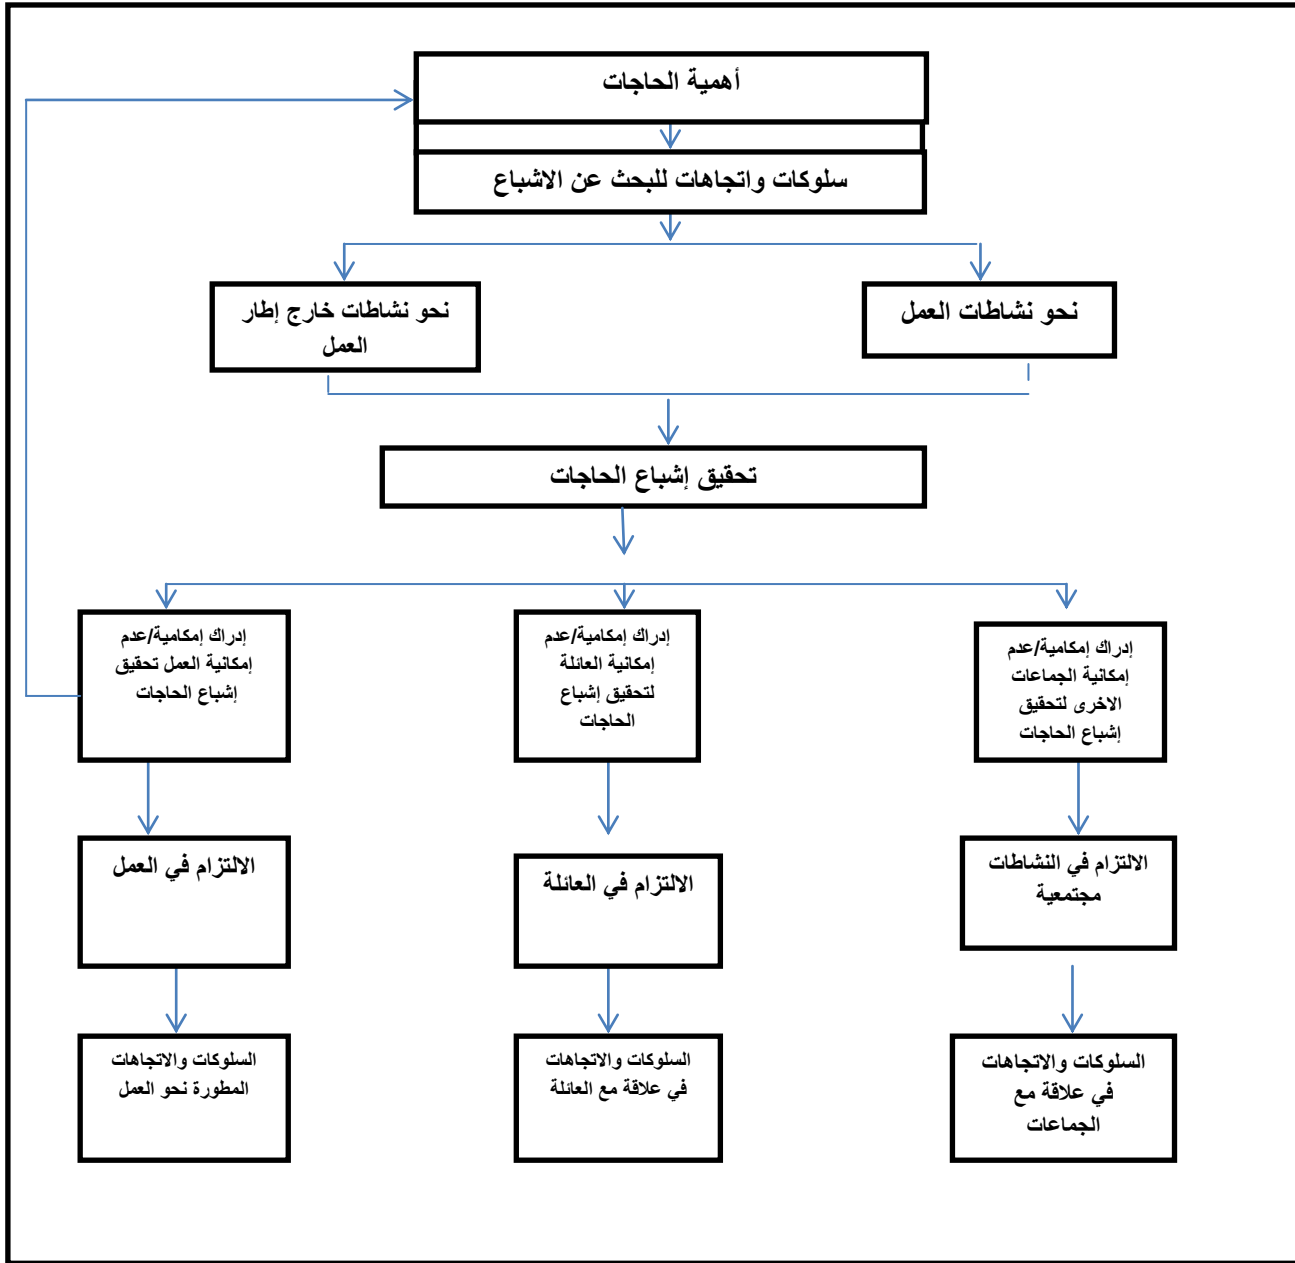 أهمية الحاجات
سلوكات واتجاهات للبحث عن الاشباع
نحو نشاطات العمل
نحو نشاطات خارج إطار
العمل
تحقيق إشباع الحاجات
إدراك إمكامية/عدم
إمكانية الجماعات
الاخرى لتحقيق
إشباع الحاجات
إدراك إمكامية/عدم
إمكانية العائلة
لتحقيق إشباع
الحاجات
إدراك إمكامية/عدم
إمكانية العمل تحقيق
إشباع الحاجات
الالتزام في النشاطات
مجتمعية
الالتزام في العائلة
الالتزام في العمل
السلوكات والاتجاهات
في علاقة مع
الجماعات
السلوكات والاتجاهات
في علاقة مع العائلة
السلوكات والاتجاهات
المطورة نحو العمل